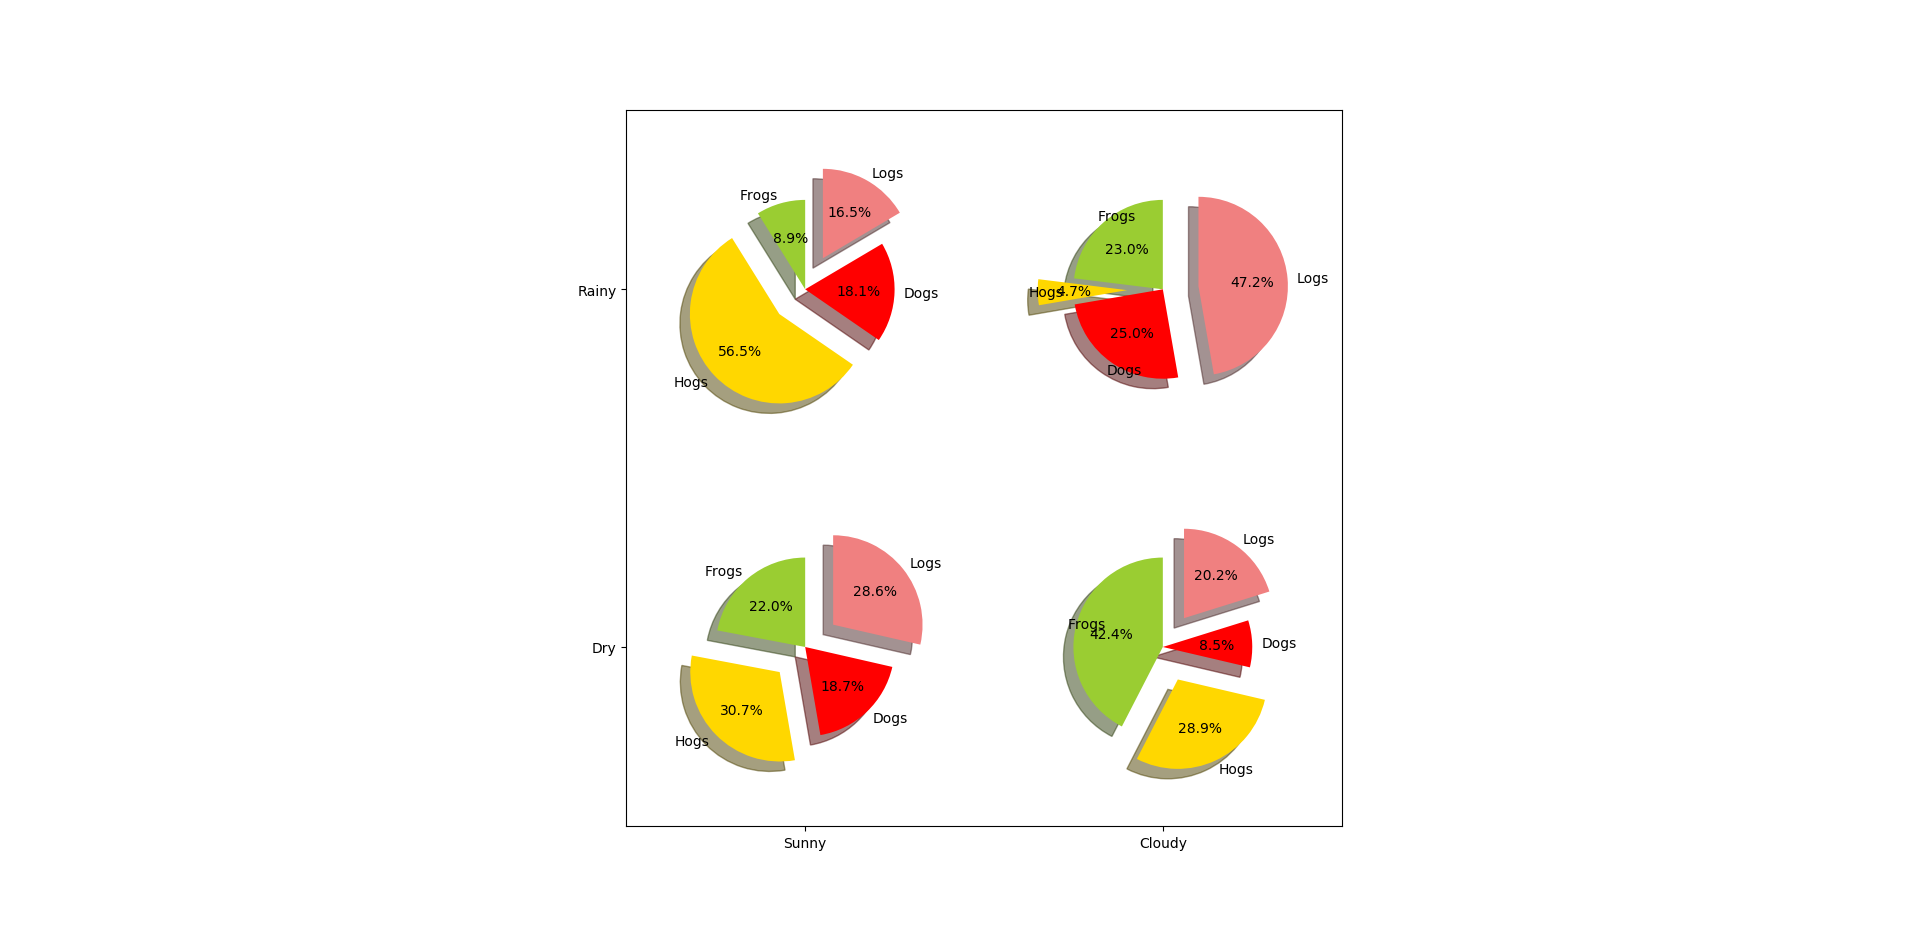 Rainy
Frogs
8.9%
Logs
16.5%
Dogs
18.1%
Hogs
56.5%
Frogs
23.0%
Hogs
4.7%
Dogs
25.0%
Logs
47.2%
Dry
Frogs
22.0%
Logs
28.6%
Hogs
30.7%
Dogs
18.7%
Frogs
42.4%
Logs
20.2%
Dogs
8.5%
Hogs
28.9%
Sunny
Cloudy